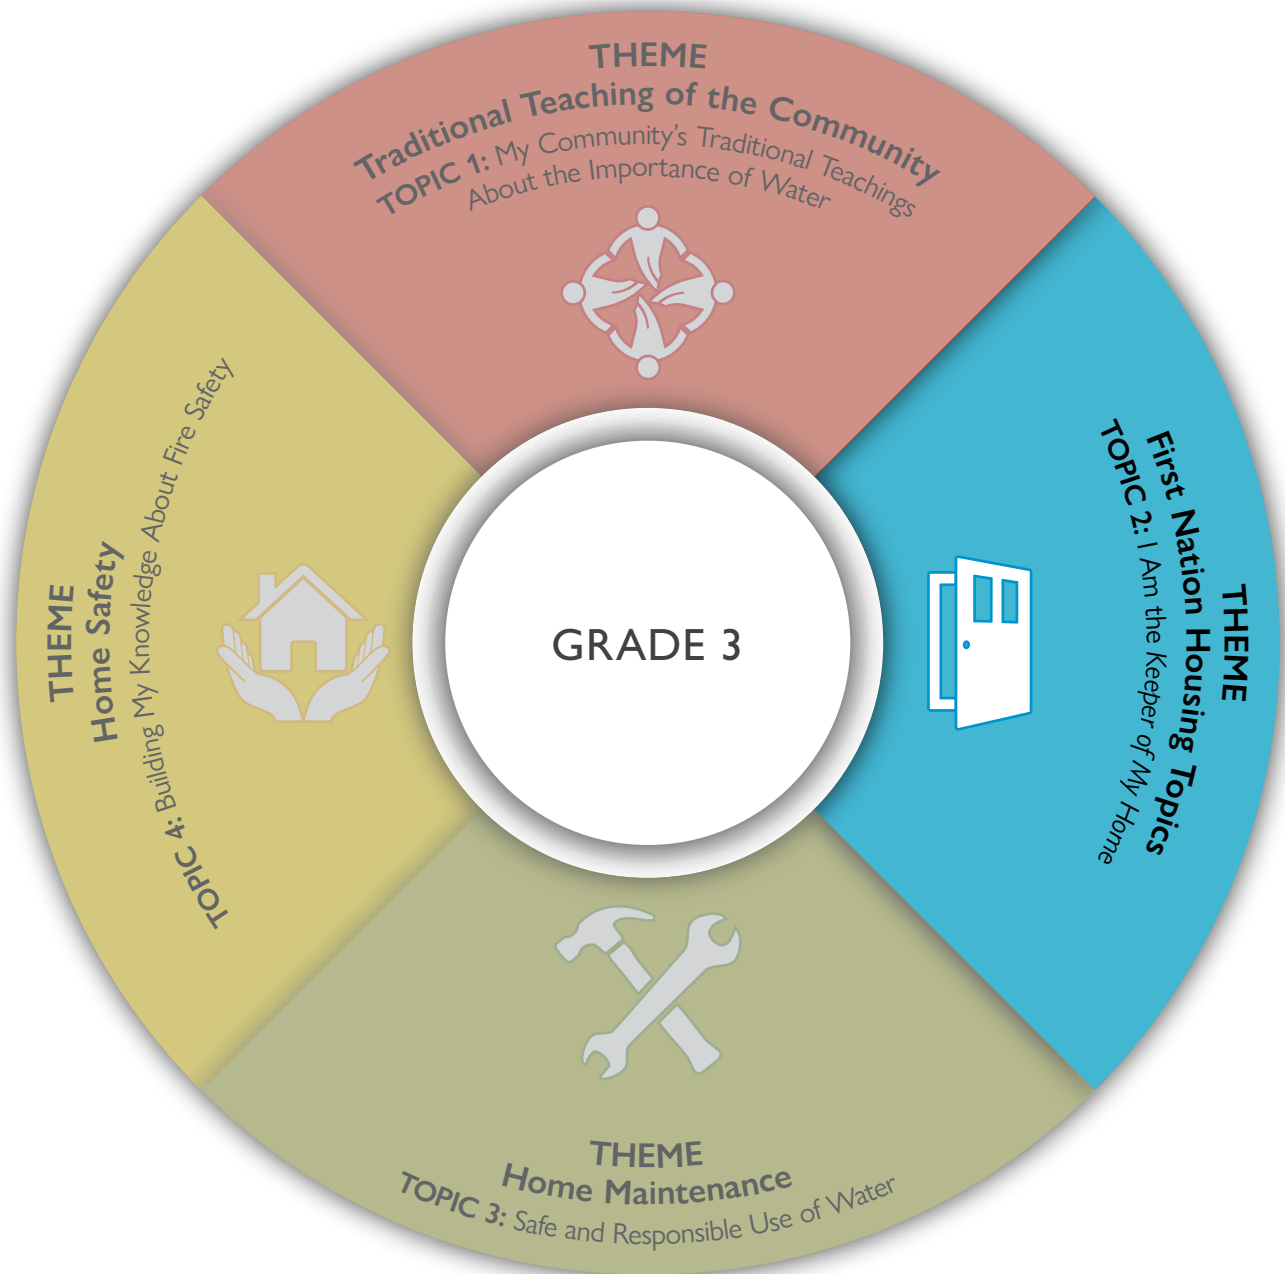 THEME
Traditional Teaching of the Community
TOPIC 1: My Community's Traditional Teachings
About the Importance of Water
THEME
First Nation Housing Topics
TOPIC 2: I Am the Keeper of My Home
THEME
Home Maintenance
TOPIC 3: Safe and Responsible Use of Water
THEME
Home Safety
TOPIC 4: Building My Knowledge About Fire Safety
GRADE 3